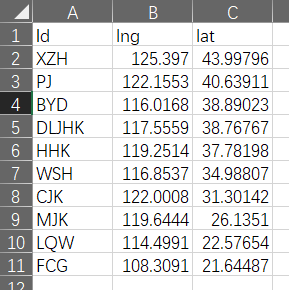 A B C
1 Id lng lat
2 XZH 125.397 43.99796
3 PJ 122.1553 40.63911
4 BYD 116.0168 38.89023
5 DLJHK 117.5559 38.76767
6 HHK 119.2514 37.78198
7 WSH 116.8537 34.98807
8 CJK 122.0008 31.30142
9 MJK 119.6444 26.1351
10 LQW 114.4991 22.57654
11 FCG 108.3091 21.64487